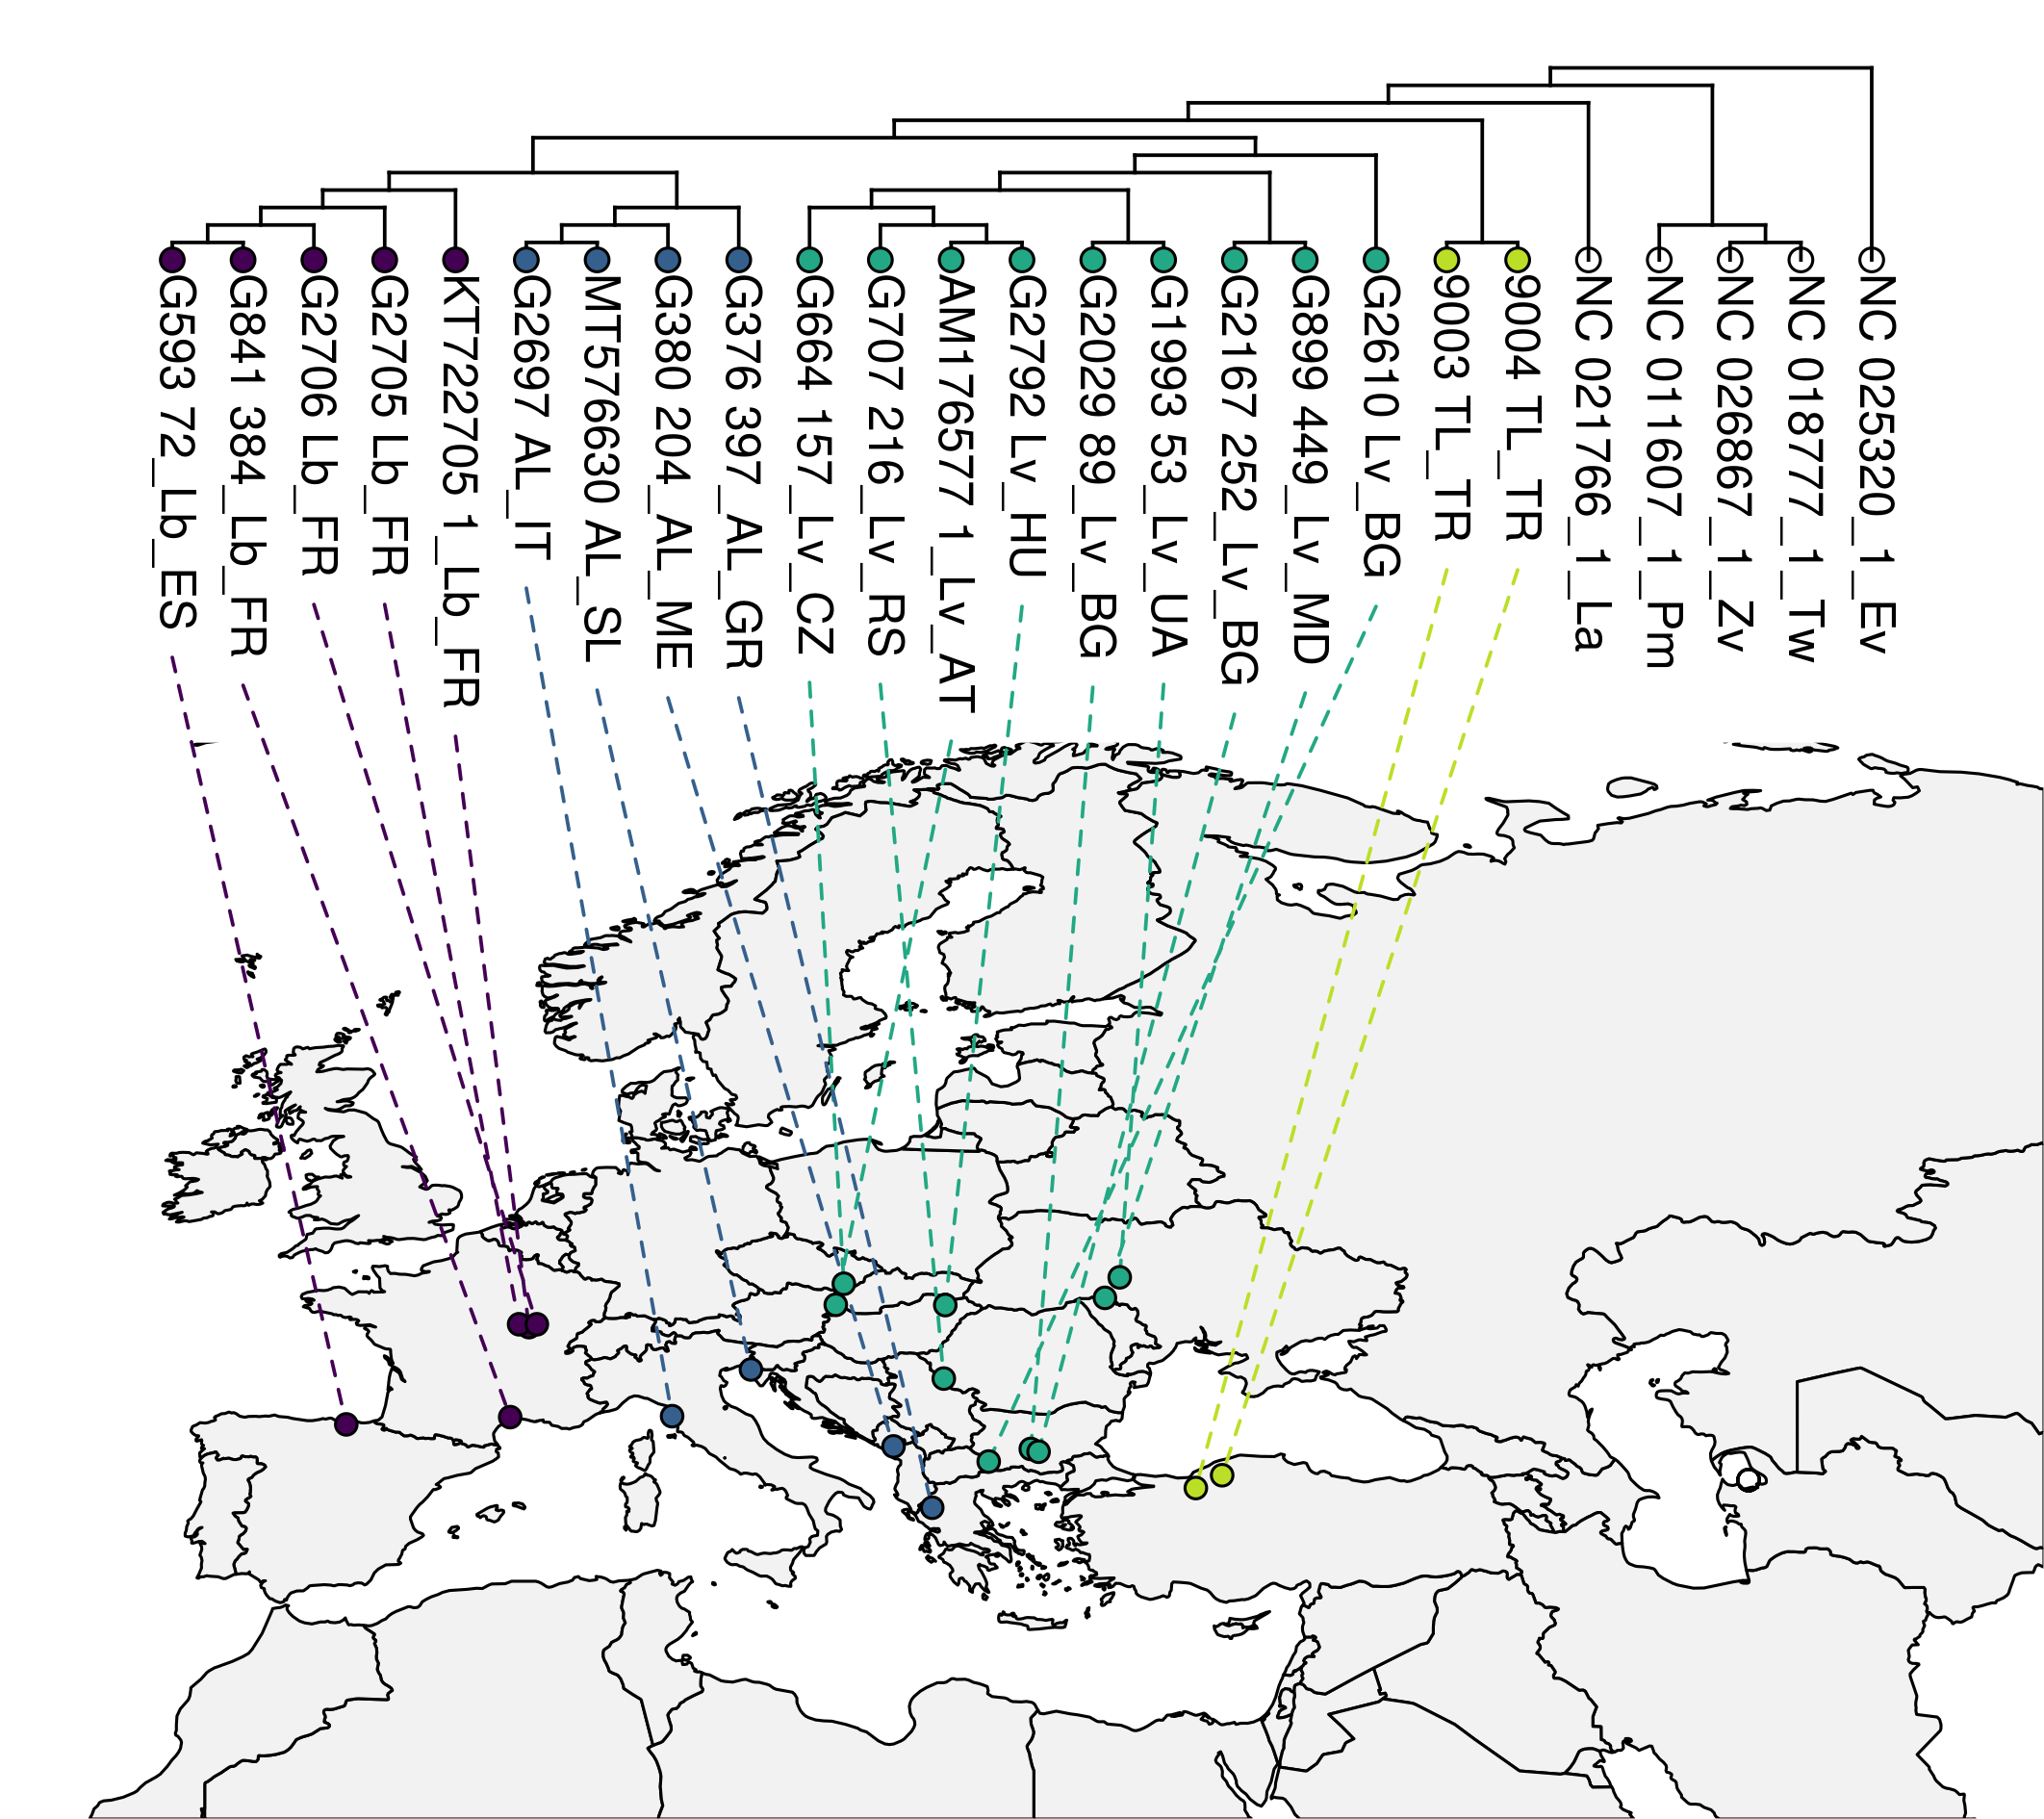 G593 72_Lb_ES
G841 384_Lb_FR
G2706 Lb_FR
G2705 Lb_FR
KT722705 1_Lb_FR
G2697 AL_IT
MT576630 AL_SL
G380 204_AL_ME
G376 397_AL_GR
G664 157_Lv_CZ
G707 216_Lv_RS
AM176577 1_Lv_AT
G2792 Lv_HU
G2029 89_Lv_BG
G1993 53_Lv_UA
G2167 252_Lv_BG
G899 449_Lv_MD
G2610 Lv_BG
9003 TL_TR
9004 TL_TR
NC 021766_1_La
NC 011607_1_Pm
NC 026867_1_Zv
NC 018777_1_Tw
NC 025320_1_Ev